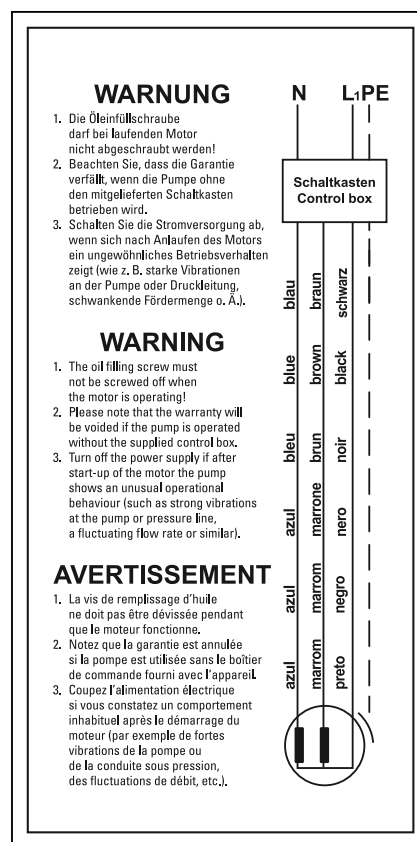 WARNUNG
1. Die Öleinfüllschraube
darf bei laufenden Motor
nicht abgeschraubt werden!
2. Beachten Sie, dass die Garantie
verfällt, wenn die Pumpe ohne
den mitgelieferten Schaltkasten
betrieben wird.
3. Schalten Sie die Stromversorgung ab,
wenn sich nach Anlaufen des Motors
ein ungewöhnliches Betriebsverhalten
zeigt (wie z. B. starke Vibrationen
an der Pumpe oder Druckleitung,
schwankende Fördermenge o. Ä.).
WARNING
1. The oil filling screw must
not be screwed off when
the motor is operating!
2. Please note that the warranty will
be voided if the pump is operated
without the supplied control box.
3. Turn off the power supply if after
start-up of the motor the pump
shows an unusual operational
behaviour (such as strong vibrations
at the pump or pressure line,
a fluctuating flow rate or similar).
AVERTISSEMENT
1. La vis de remplissage d'huile
ne doit pas être dévissée pendant
que le moteur fonctionne.
2. Notez que la garantie est annulée
si la pompe est utilisée sans le boîtier
de commande fourni avec l'appareil.
3. Coupez l'alimentation électrique
si vous constatez un comportement
inhabituel après le démarrage du
moteur (par exemple de fortes
vibrations de la pompe ou
de la conduite sous pression,
des fluctuations de débit, etc.).
N L1 PE
Schaltkasten
Control box
blau braun schwarz
blue brown black
bleu brun noir
azul marrone nero
azul marrom negro
azul marrom preto